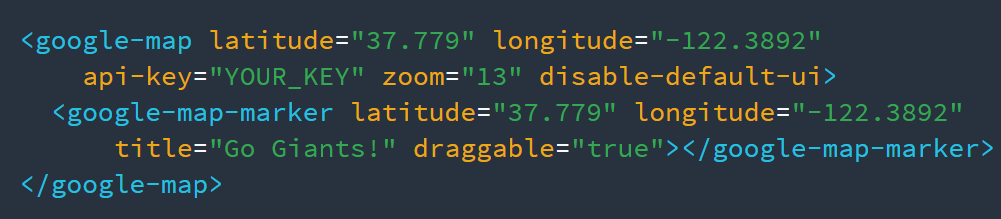 <google-map latitude="37.779" longitude="-122.3892"
api-key="YOUR_KEY" zoom="13" disable-default-ui>
<google-map-marker latitude="37.779" longitude="-122.3892"
title="Go Giants!" draggable="true"></google-map-marker>
</google-map>